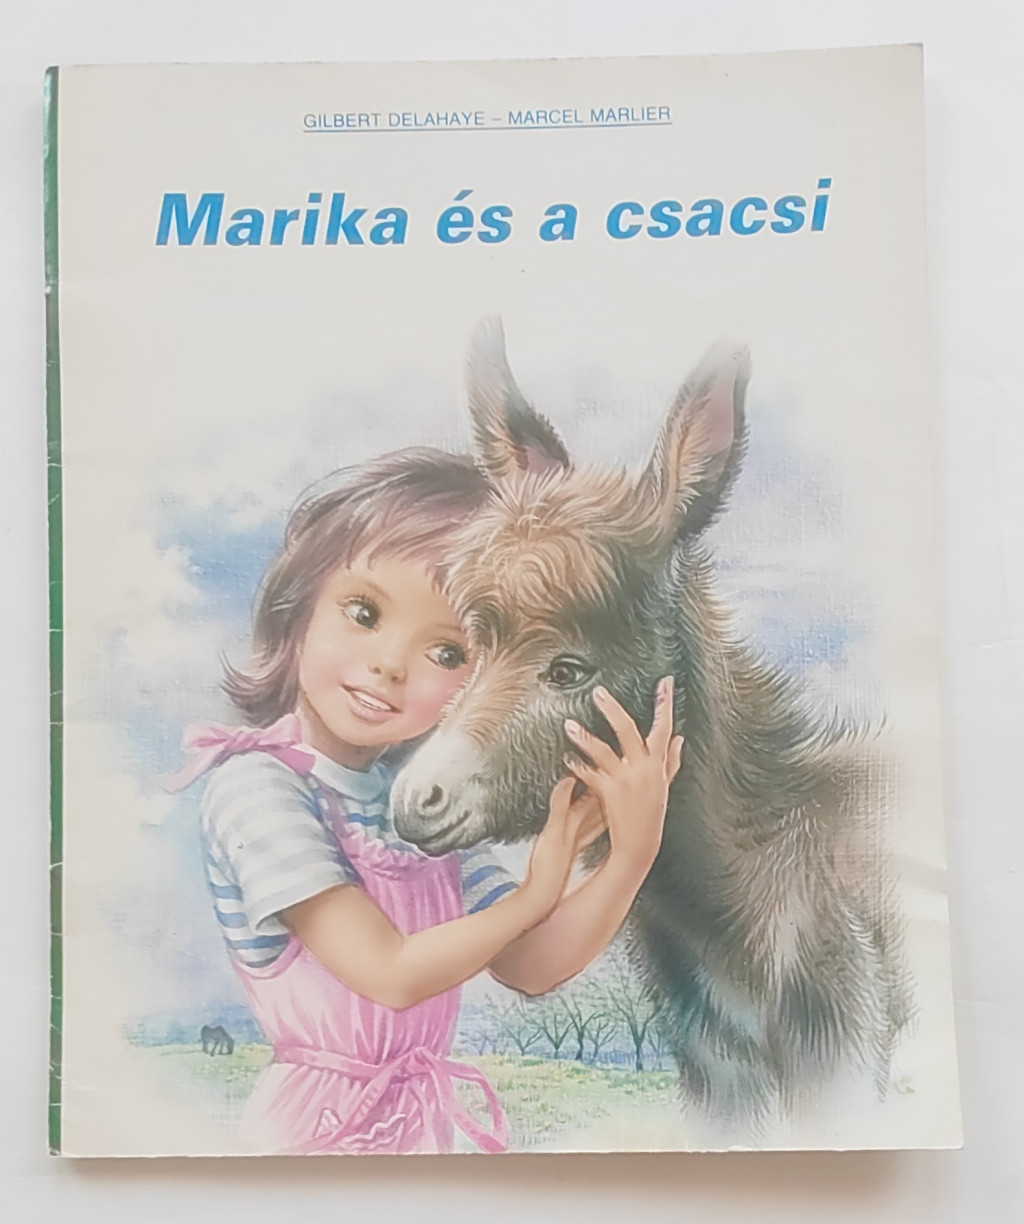 GILBERT DELAHAYE – MARCEL MARLIER
Marika és a csacsi